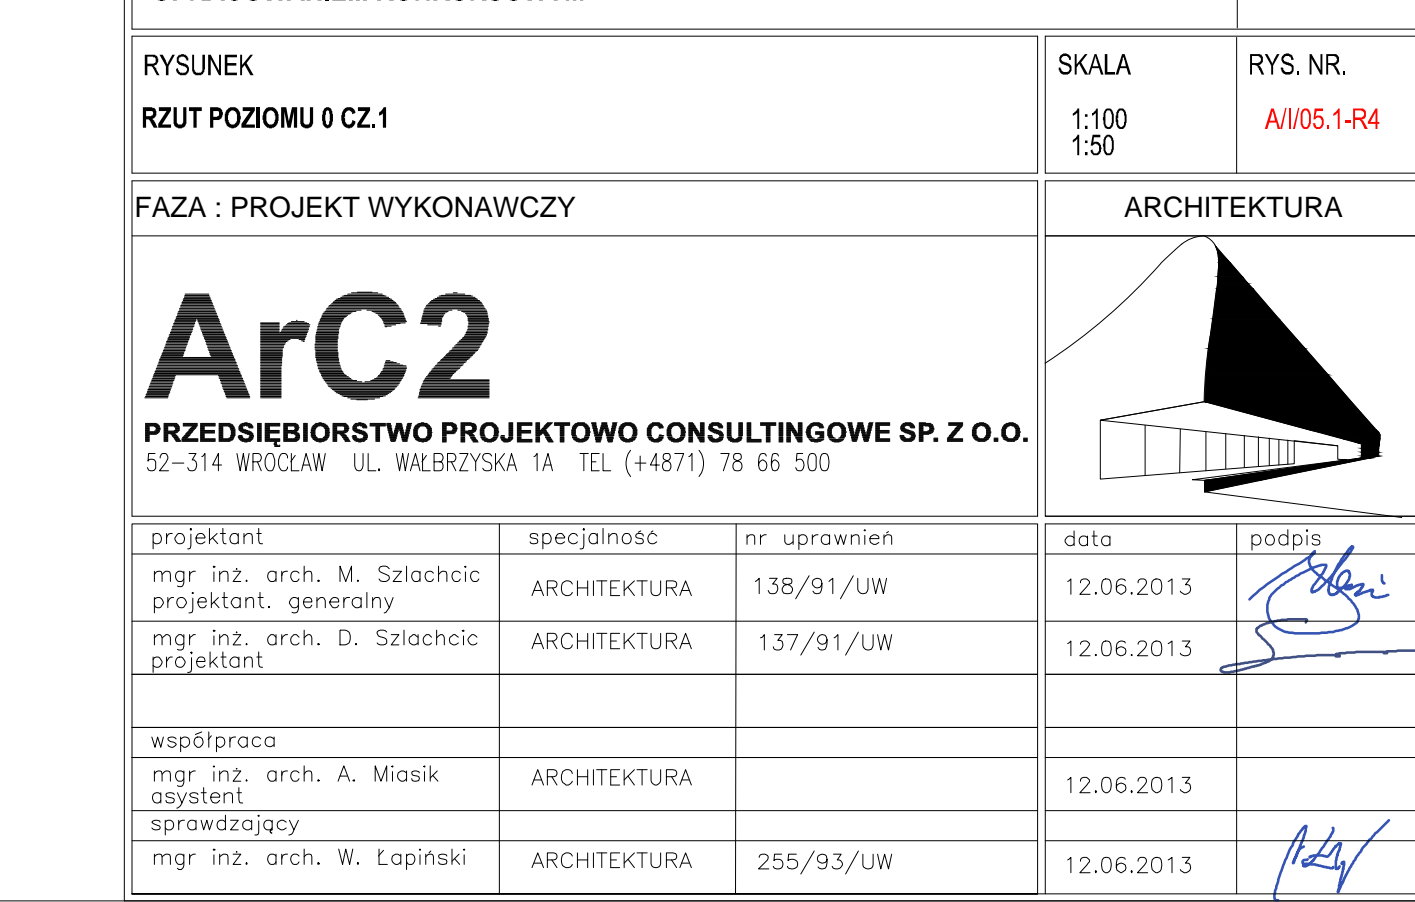 RYSUNEK
RZUT POZIOMU 0 CZ.1
SKALA
1:100
1:50
RYS. NR.
A/I/05.1-R4
FAZA : PROJEKT WYKONAWCZY
ARCHITEKTURA
ArC2
PRZEDSIĘBIORSTWO PROJEKTOWO CONSULTINGOWE SP. Z O.O.
52-314 WROCŁAW UL. WAŁBRZYSKA 1A TEL (+4871) 78 66 500
projektant specjalność nr uprawnień data podpis
mgr inż. arch. M. Szlachcic
projektant. generalny
ARCHITEKTURA 138/91/UW 12.06.2013
mgr inż. arch. D. Szlachcic
projektant
ARCHITEKTURA 137/91/UW 12.06.2013
współpraca
mgr inż. arch. A. Miasik
asystent
ARCHITEKTURA 12.06.2013
sprawdzający
mgr inż. arch. W. Łapiński ARCHITEKTURA 255/93/UW 12.06.2013